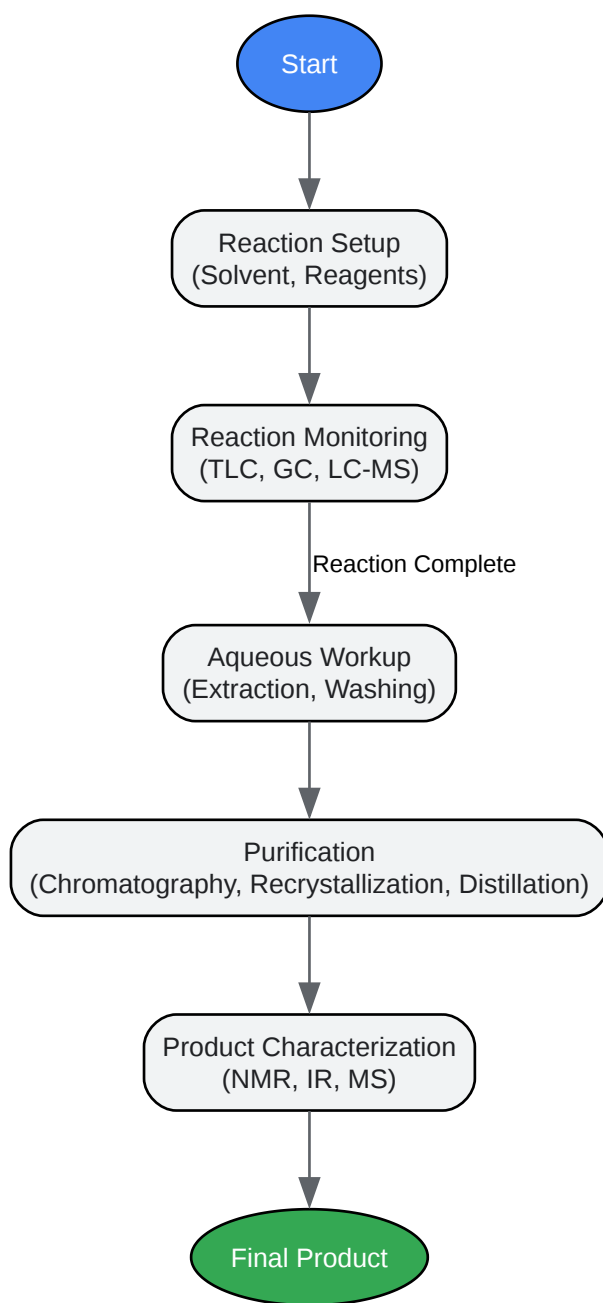 Start
Reaction Setup
(Solvent, Reagents)
Reaction Monitoring
(TLC, GC, LC-MS)
Reaction Complete
Aqueous Workup
(Extraction, Washing)
Purification
(Chromatography, Recrystallization, Distillation)
Product Characterization
(NMR, IR, MS)
Final Product